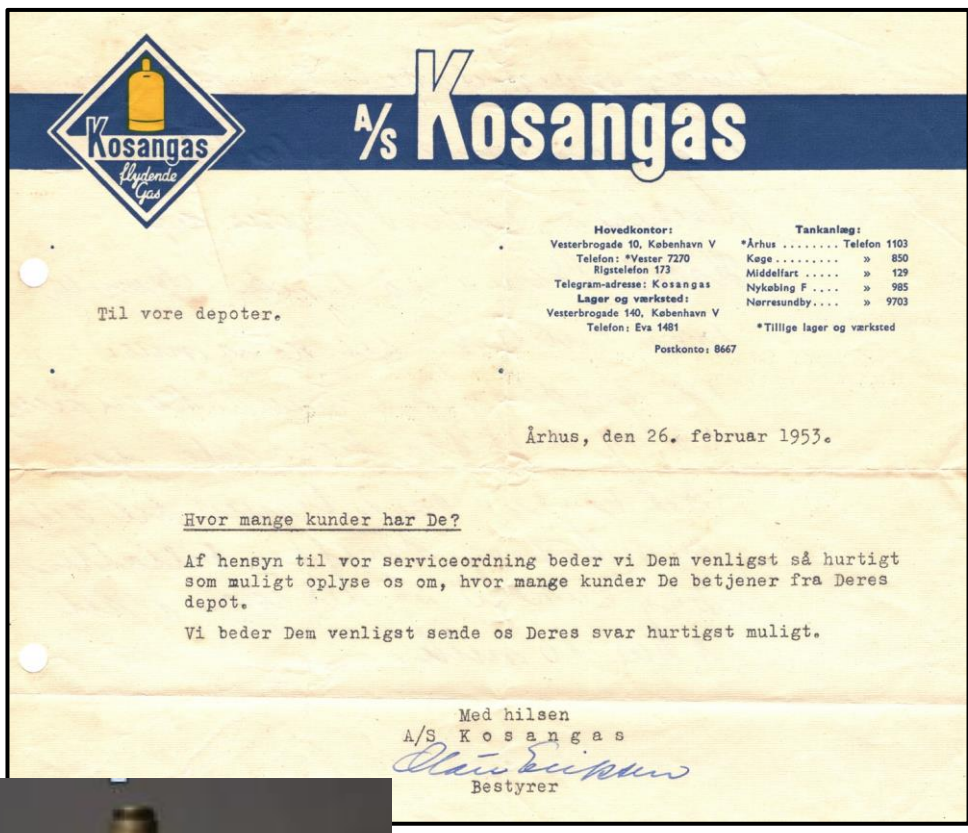 Kosangas
flydende
Gas
A/S Kosangas
Hovedkontor:
Vesterbrogade 10, København V
Telefon: *Vester 7270
Rigstelefon 173
Telegram-adresse: Kosangas
Lager og værksted:
Vesterbrogade 140, København V
Telefon: Eva 1481
Tankanlæg:
*Århus ........ Telefon 1103
Køge ......... » 850
Middelfart ..... » 129
Nykøbing F .... » 985
Nørresundby.... » 9703
*Tillige lager og værksted
Postkonto: 8667
Til vore depoter.
Århus, den 26. februar 1953.
Hvor mange kunder har De?
Af hensyn til vor serviceordning beder vi Dem venligst så hurtigt
som muligt oplyse os om, hvor mange kunder De betjener fra Deres
depot.
Vi beder Dem venligst sende os Deres svar hurtigst muligt.
Med hilsen
A/S Kosangas
Eriksen
Bestyrer